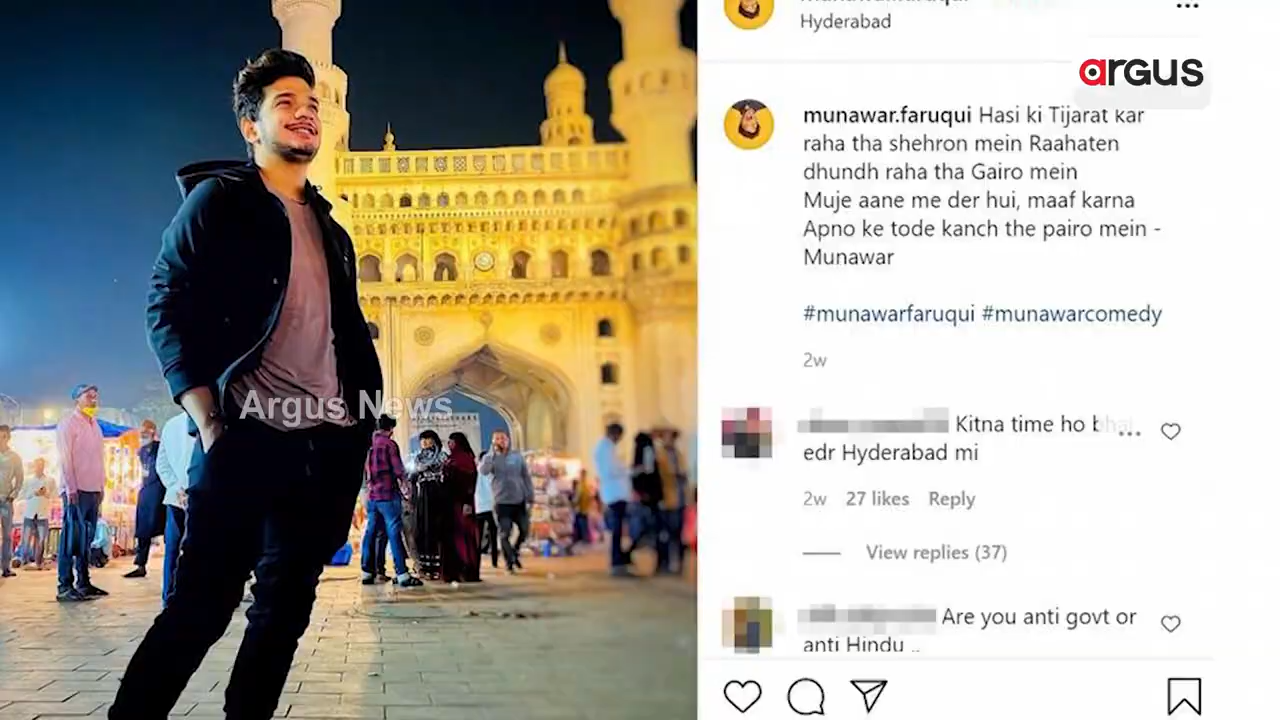 Hyderabad
argus
munawar.faruqui Hasi ki Tijarat kar
raha tha shehron mein Raahaten
dhundh raha tha Gairo mein
Muje aane me der hui, maaf karna
Apno ke tode kanch the pairo mein -
Munawar
#munawarfaruqui #munawarcomedy
2w
Kitna time ho bhai
edr Hyderabad mi
2w 27 likes Reply
View replies (37)
Are you anti govt or
anti Hindu ..
Argus News